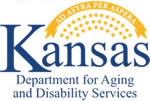 AD ASTRA PER ASPERA
Kansas
Department for Aging
and Disability Services